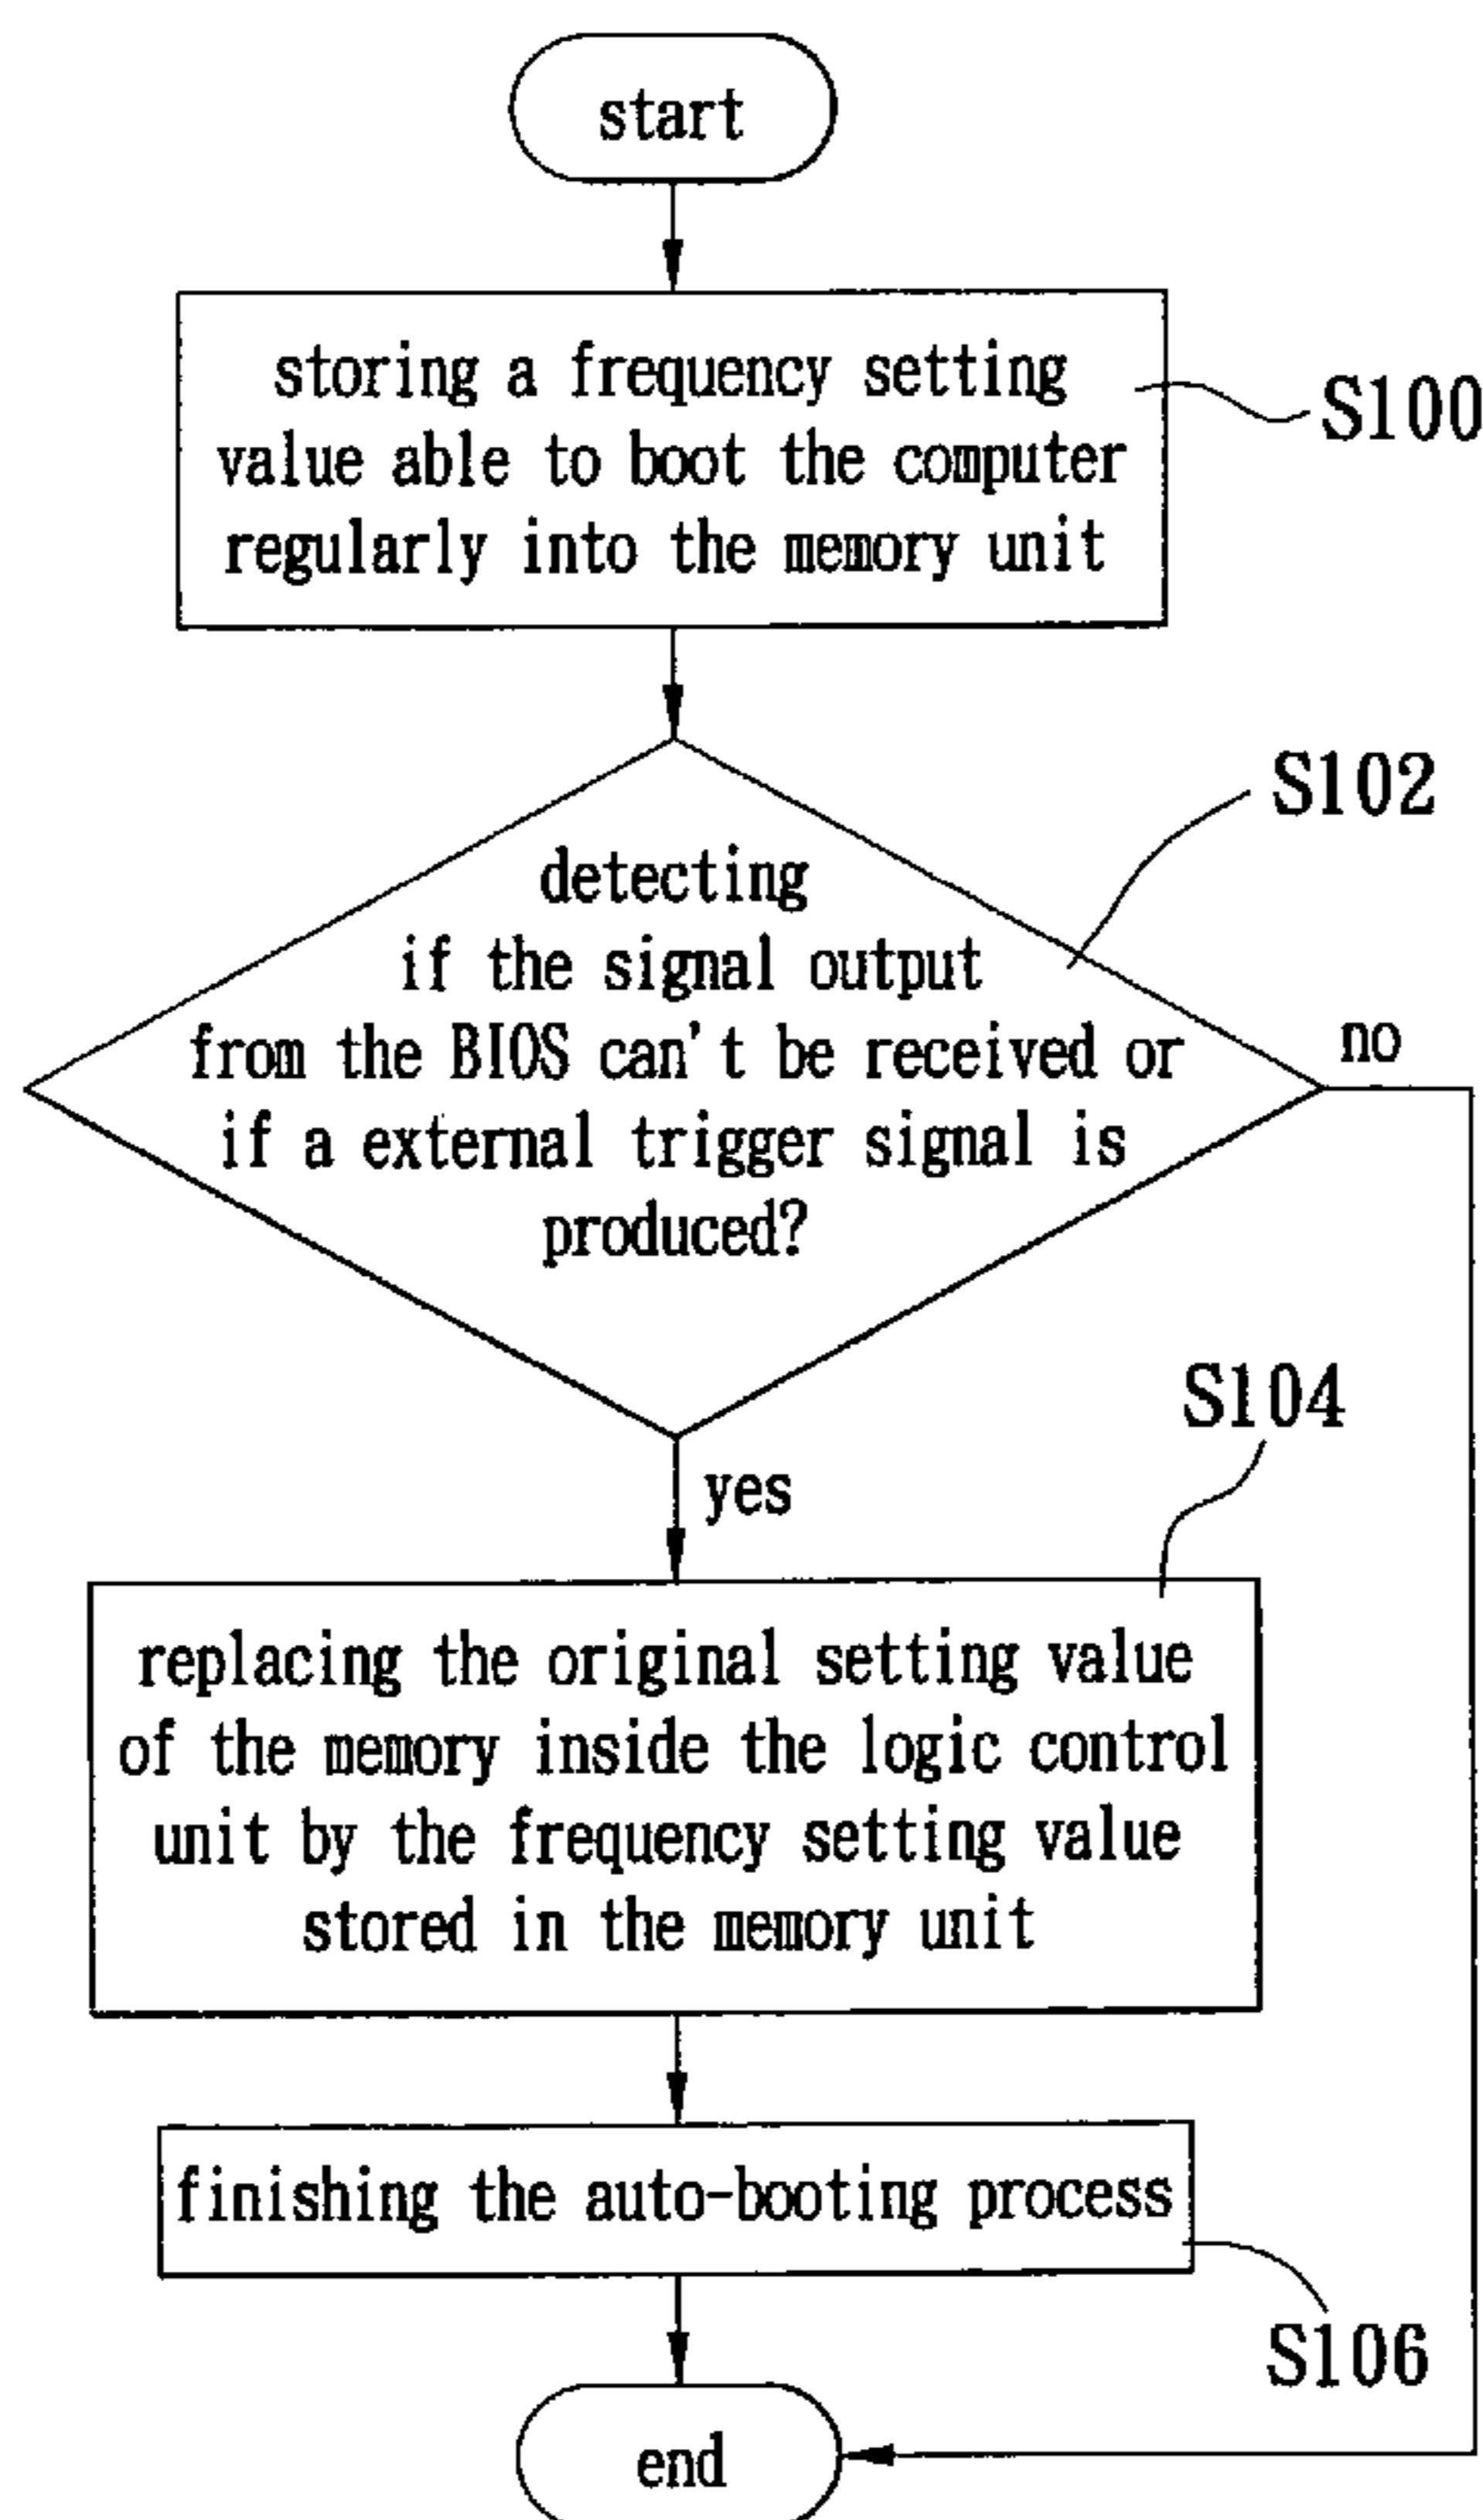 start
storing a frequency setting
value able to boot the computer
regularly into the memory unit
S100
S102
detecting
if the signal output
from the BIOS can't be received or
if a external trigger signal is
produced?
no
yes
S104
replacing the original setting value
of the memory inside the logic control
unit by the frequency setting value
stored in the memory unit
finishing the auto-booting process
S106
end